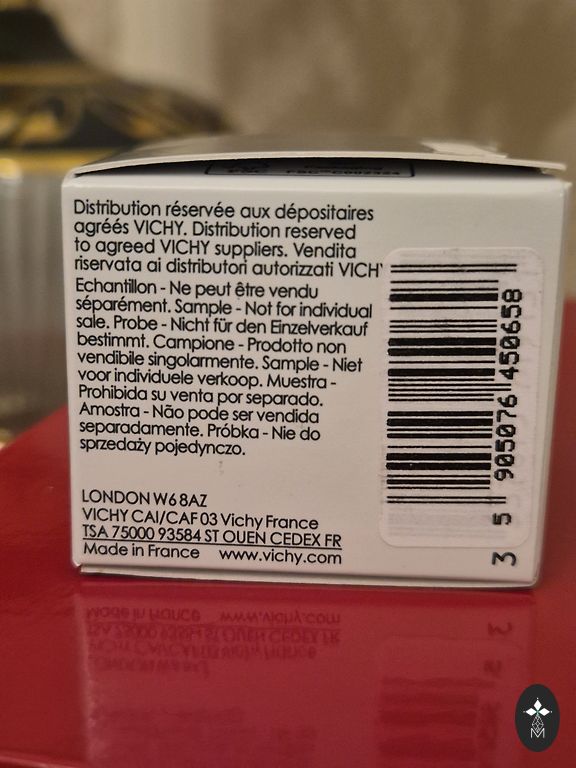 FSC FSC® C002424
Distribution réservée aux dépositaires
agréés VICHY. Distribution reserved
to agreed VICHY suppliers. Vendita
riservata ai distributori autorizzati VICHY
Echantillon - Ne peut être vendu
séparément. Sample - Not for individual
sale. Probe - Nicht für den Einzelverkauf
bestimmt. Campione - Prodotto non
vendibile singolarmente. Sample - Niet
voor individuele verkoop. Muestra -
Prohibida su venta por separado.
Amostra - Não pode ser vendida
separadamente. Próbka - Nie do
sprzedaży pojedynczo.
LONDON W6 8AZ
VICHY CAI/CAF 03 Vichy France
TSA 75000 93584 ST OUEN CEDEX FR
Made in France www.vichy.com
3 5 905076 450658
M